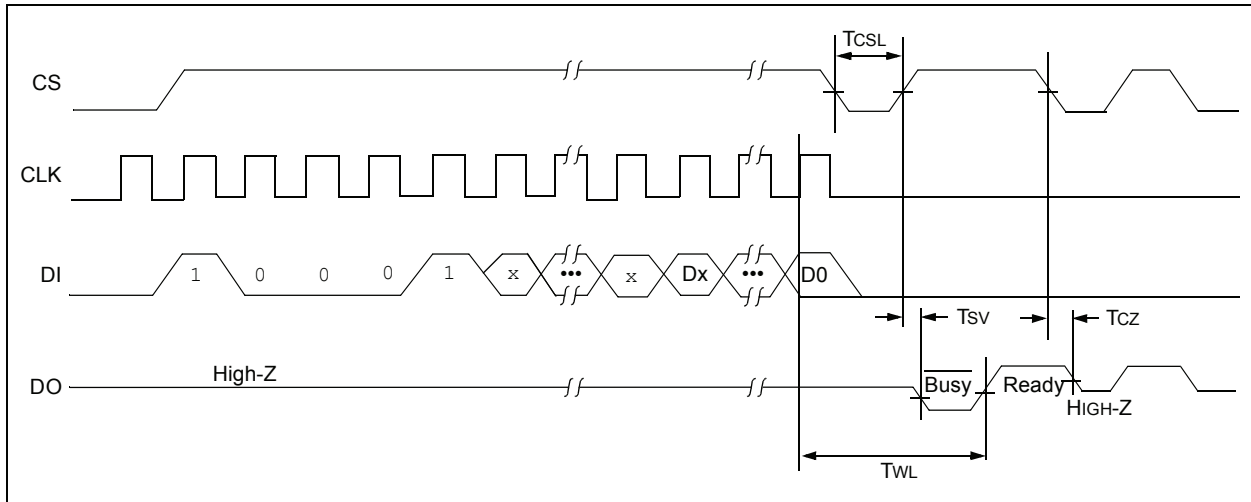 TCSL
CS
CLK
DI 1 0 0 0 1 x ••• x Dx ••• D0
TSV
TCZ
DO High-Z Busy Ready HIGH-Z
TWL